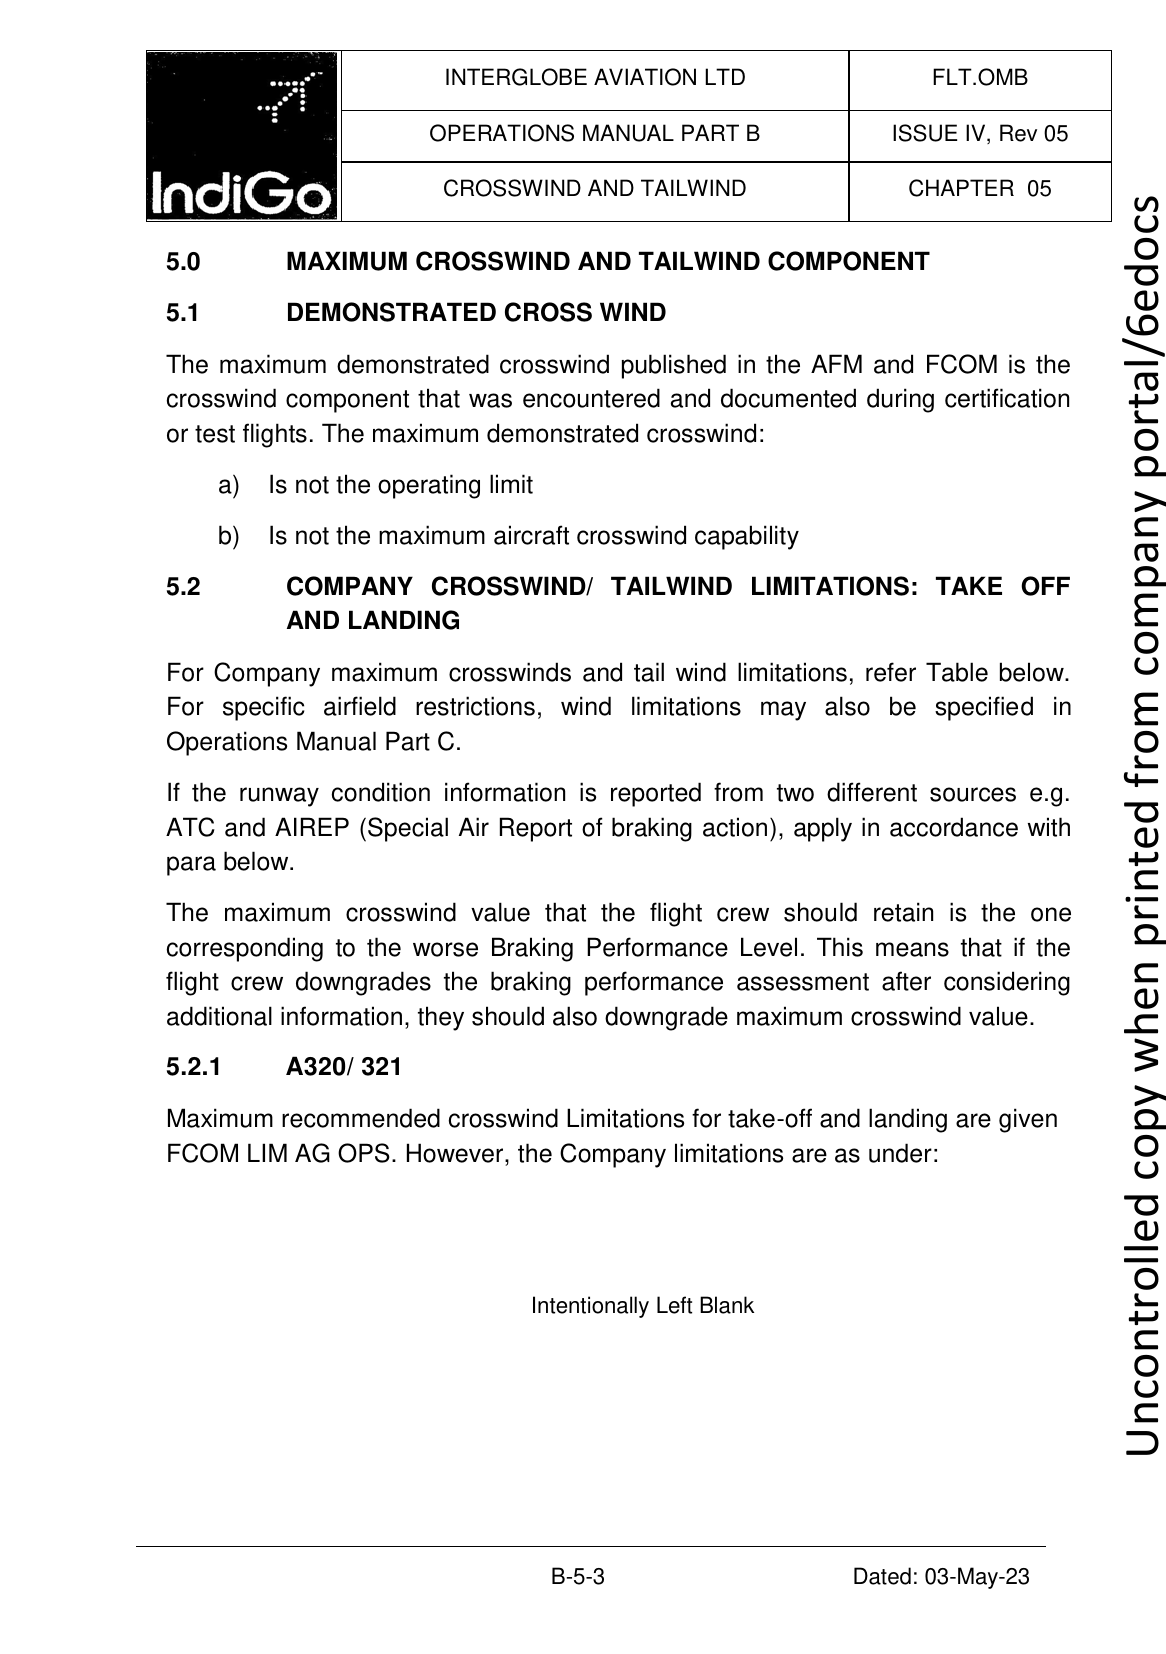 INTERGLOBE AVIATION LTD
FLT.OMB
OPERATIONS MANUAL PART B
ISSUE IV, Rev 05
IndiGo
CROSSWIND AND TAILWIND
CHAPTER 05
5.0 MAXIMUM CROSSWIND AND TAILWIND COMPONENT
5.1 DEMONSTRATED CROSS WIND
The maximum demonstrated crosswind published in the AFM and FCOM is the
crosswind component that was encountered and documented during certification
or test flights. The maximum demonstrated crosswind:
a) Is not the operating limit
b) Is not the maximum aircraft crosswind capability
5.2 COMPANY CROSSWIND/ TAILWIND LIMITATIONS: TAKE OFF
AND LANDING
For Company maximum crosswinds and tail wind limitations, refer Table below.
For specific airfield restrictions, wind limitations may also be specified in
Operations Manual Part C.
If the runway condition information is reported from two different sources e.g.
ATC and AIREP (Special Air Report of braking action), apply in accordance with
para below.
The maximum crosswind value that the flight crew should retain is the one
corresponding to the worse Braking Performance Level. This means that if the
flight crew downgrades the braking performance assessment after considering
additional information, they should also downgrade maximum crosswind value.
5.2.1 A320/ 321
Maximum recommended crosswind Limitations for take-off and landing are given
FCOM LIM AG OPS. However, the Company limitations are as under:
Intentionally Left Blank
B-5-3
Dated: 03-May-23
Uncontrolled copy when printed from company portal/6edocs